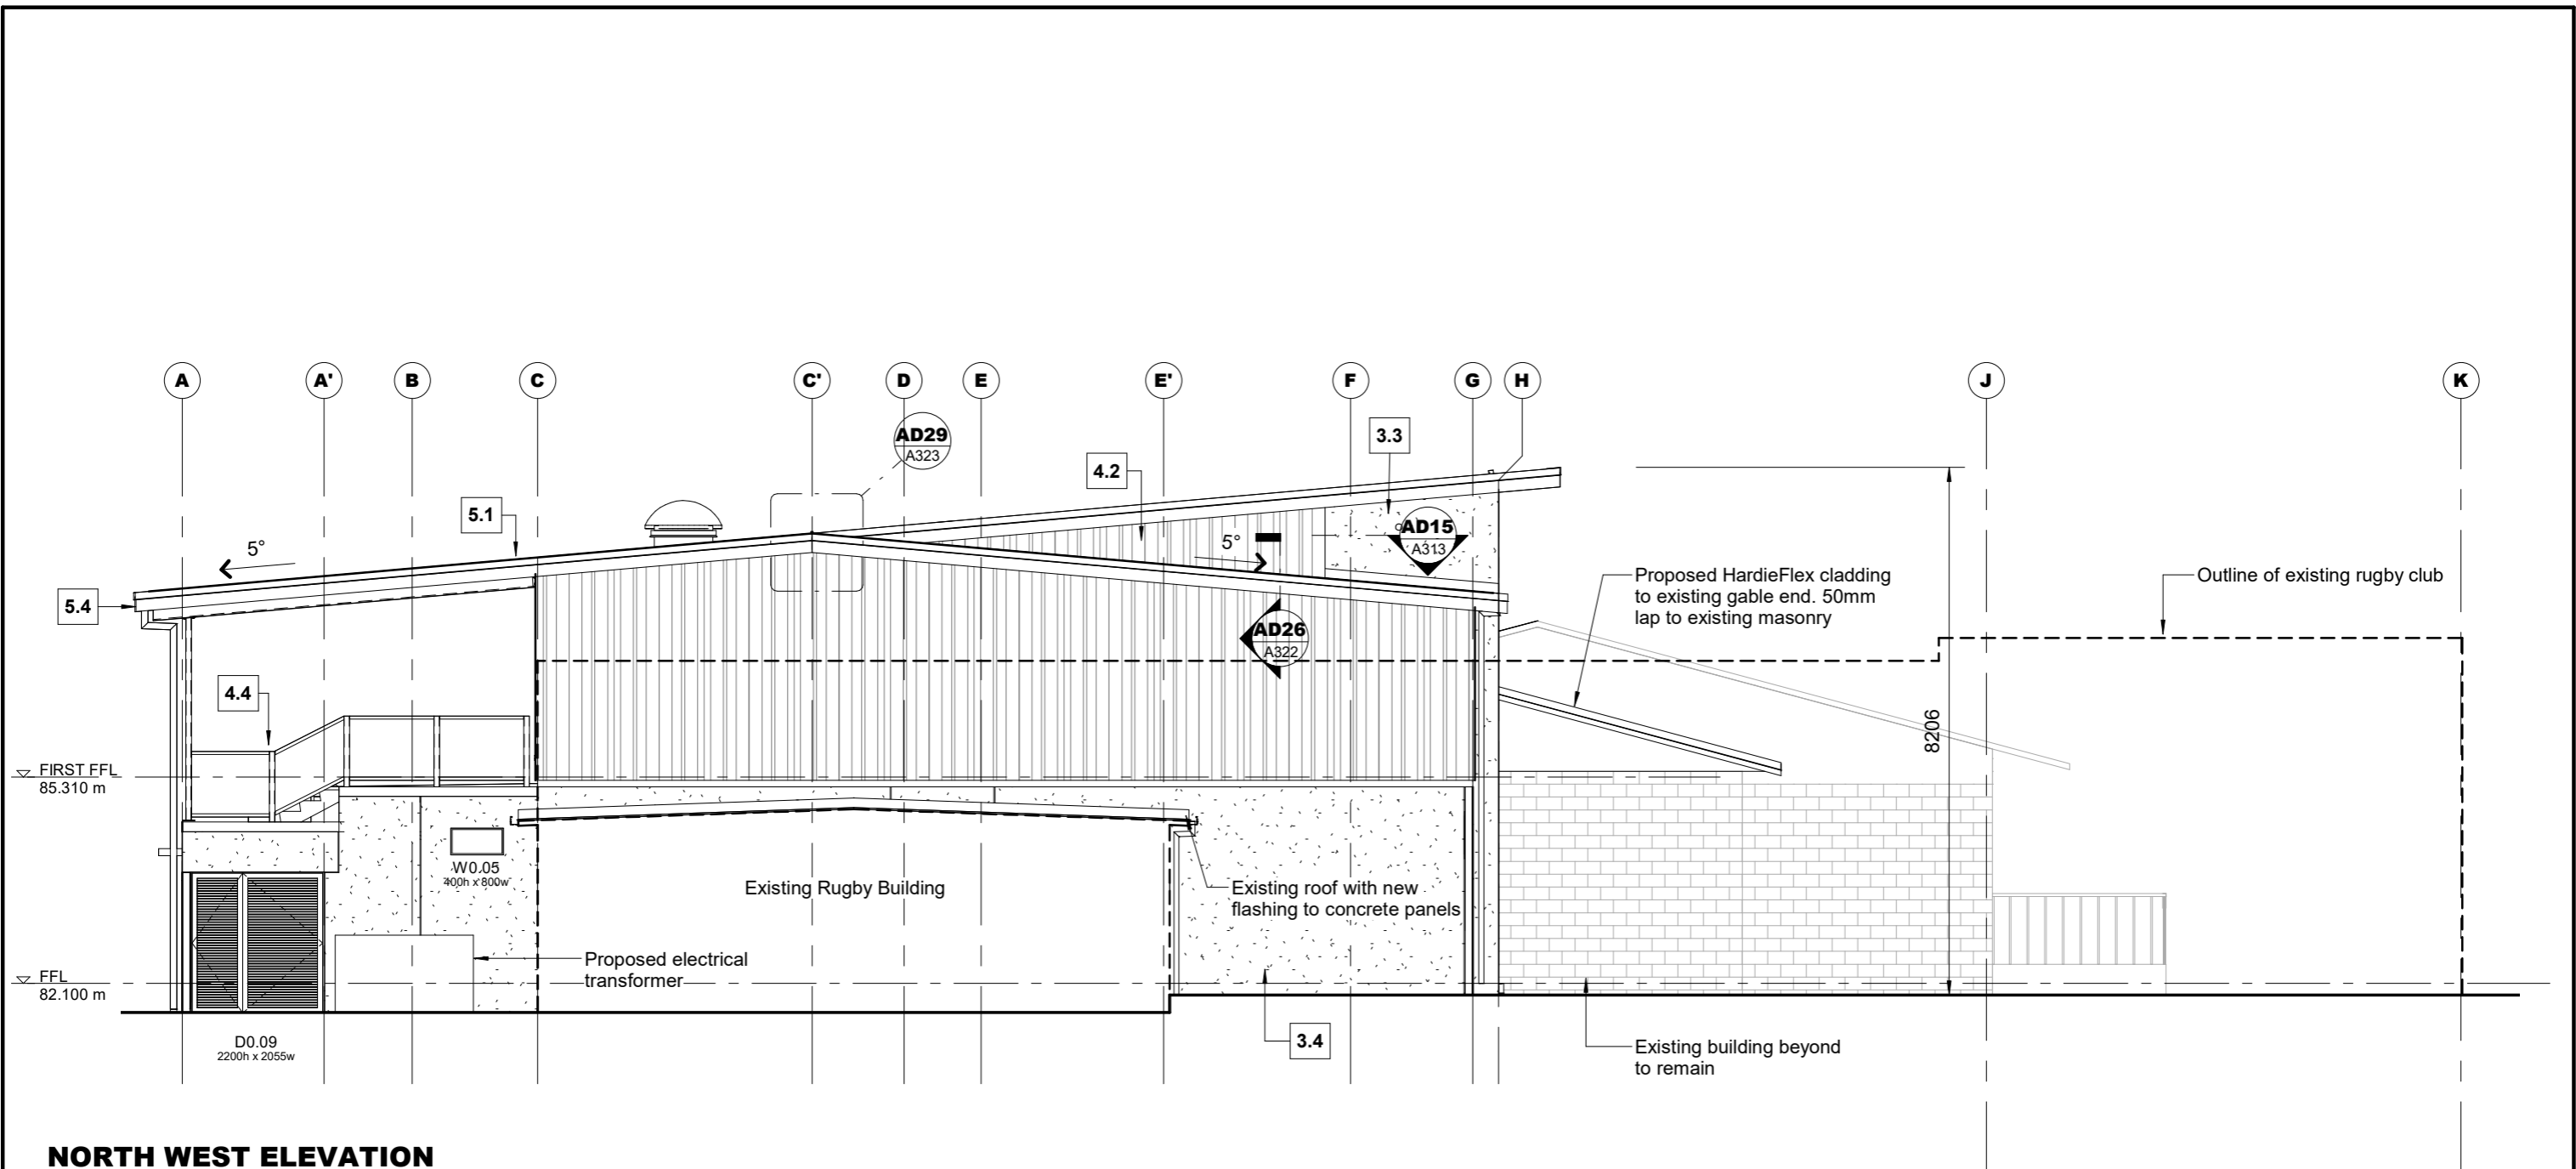 A
A'
B
C
C'
D
E
E'
F
G
H
J
K
AD29
A323
3.3
4.2
5.1
AD15
A313
5°
5°
5.4
Proposed HardieFlex cladding
to existing gable end. 50mm
lap to existing masonry
Outline of existing rugby club
AD26
A322
4.4
8206
FIRST FFL
85.310 m
W0.05
400h x 800w
Existing Rugby Building
Existing roof with new
flashing to concrete panels
Proposed electrical
transformer
FFL
82.100 m
D0.09
2200h x 2055w
3.4
Existing building beyond
to remain
NORTH WEST ELEVATION